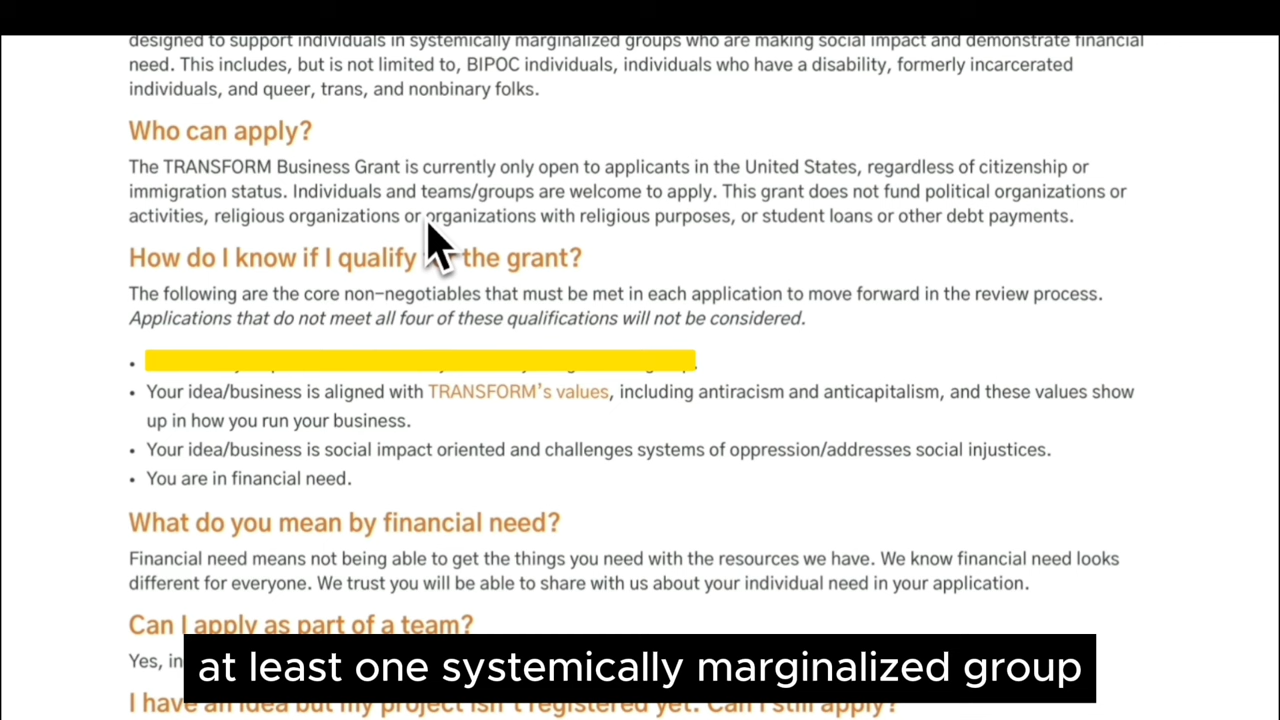 designed to support individuals in systemically marginalized groups who are making social impact and demonstrate financial
need. This includes, but is not limited to, BIPOC individuals, individuals who have a disability, formerly incarcerated
individuals, and queer, trans, and nonbinary folks.
Who can apply?
The TRANSFORM Business Grant is currently only open to applicants in the United States, regardless of citizenship or
immigration status. Individuals and teams/groups are welcome to apply. This grant does not fund political organizations or
activities, religious organizations or organizations with religious purposes, or student loans or other debt payments.
How do I know if I qualify the grant?
The following are the core non-negotiables that must be met in each application to move forward in the review process.
Applications that do not meet all four of these qualifications will not be considered.
• Your idea/business is aligned with TRANSFORM's values, including antiracism and anticapitalism, and these values show
up in how you run your business.
• Your idea/business is social impact oriented and challenges systems of oppression/addresses social injustices.
• You are in financial need.
What do you mean by financial need?
Financial need means not being able to get the things you need with the resources we have. We know financial need looks
different for everyone. We trust you will be able to share with us about your individual need in your application.
Can I apply as part of a team?
Yes,
at least one systemically marginalized group
I have an idea but my project isn't registered yet. Can I still apply?